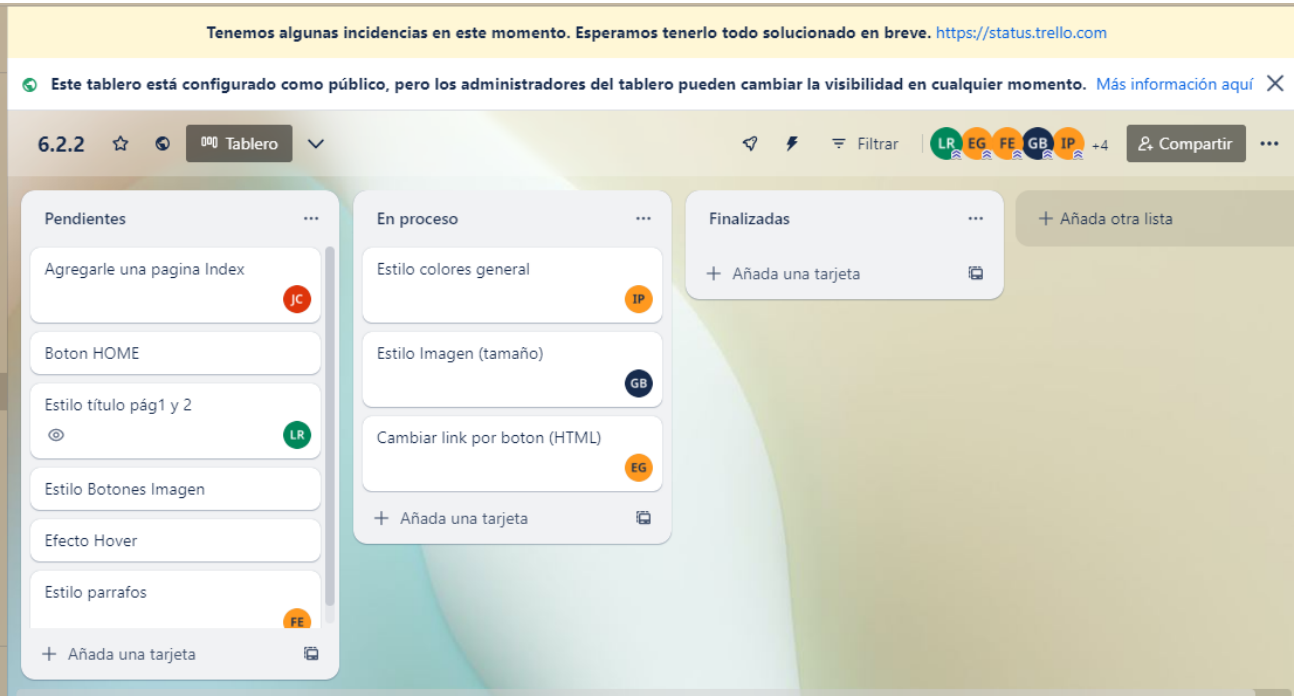 Tenemos algunas incidencias en este momento. Esperamos tenerlo todo solucionado en breve. https://status.trello.com
Este tablero está configurado como público, pero los administradores del tablero pueden cambiar la visibilidad en cualquier momento. Más información aquí
6.2.2 Tablero Filtrar LR EG FE GB IP +4 Compartir
Pendientes
Agregarle una pagina Index
JC
Boton HOME
Estilo título pág1 y 2
LR
Estilo Botones Imagen
Efecto Hover
Estilo parrafos
FE
+ Añada una tarjeta
En proceso
Estilo colores general
IP
Estilo Imagen (tamaño)
GB
Cambiar link por boton (HTML)
EG
+ Añada una tarjeta
Finalizadas
+ Añada una tarjeta
+ Añada otra lista